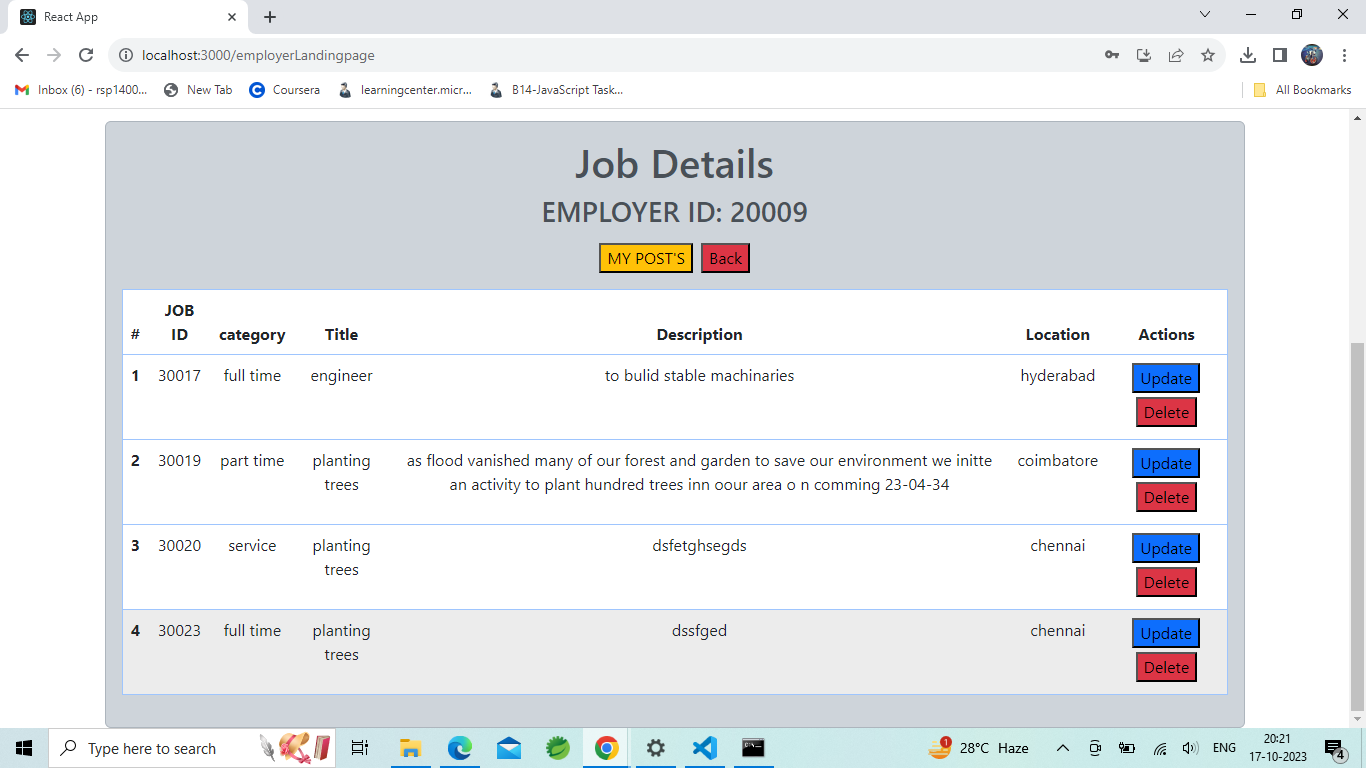 React App
localhost:3000/employerLandingpage
Inbox (6) - rsp1400... New Tab Coursera learningcenter.micr... B14-JavaScript Task... All Bookmarks
Job Details
EMPLOYER ID: 20009
MY POST'S Back
# JOB ID category Title Description Location Actions
1 30017 full time engineer to bulid stable machinaries hyderabad Update
Delete
2 30019 part time planting as flood vanished many of our forest and garden to save our environment we initte coimbatore Update
trees an activity to plant hundred trees inn oour area o n comming 23-04-34 Delete
3 30020 service planting dsfetghsegds chennai Update
trees Delete
4 30023 full time planting dssfged chennai Update
trees Delete
Type here to search 1 28°C Haze ENG 20:21
17-10-2023 4